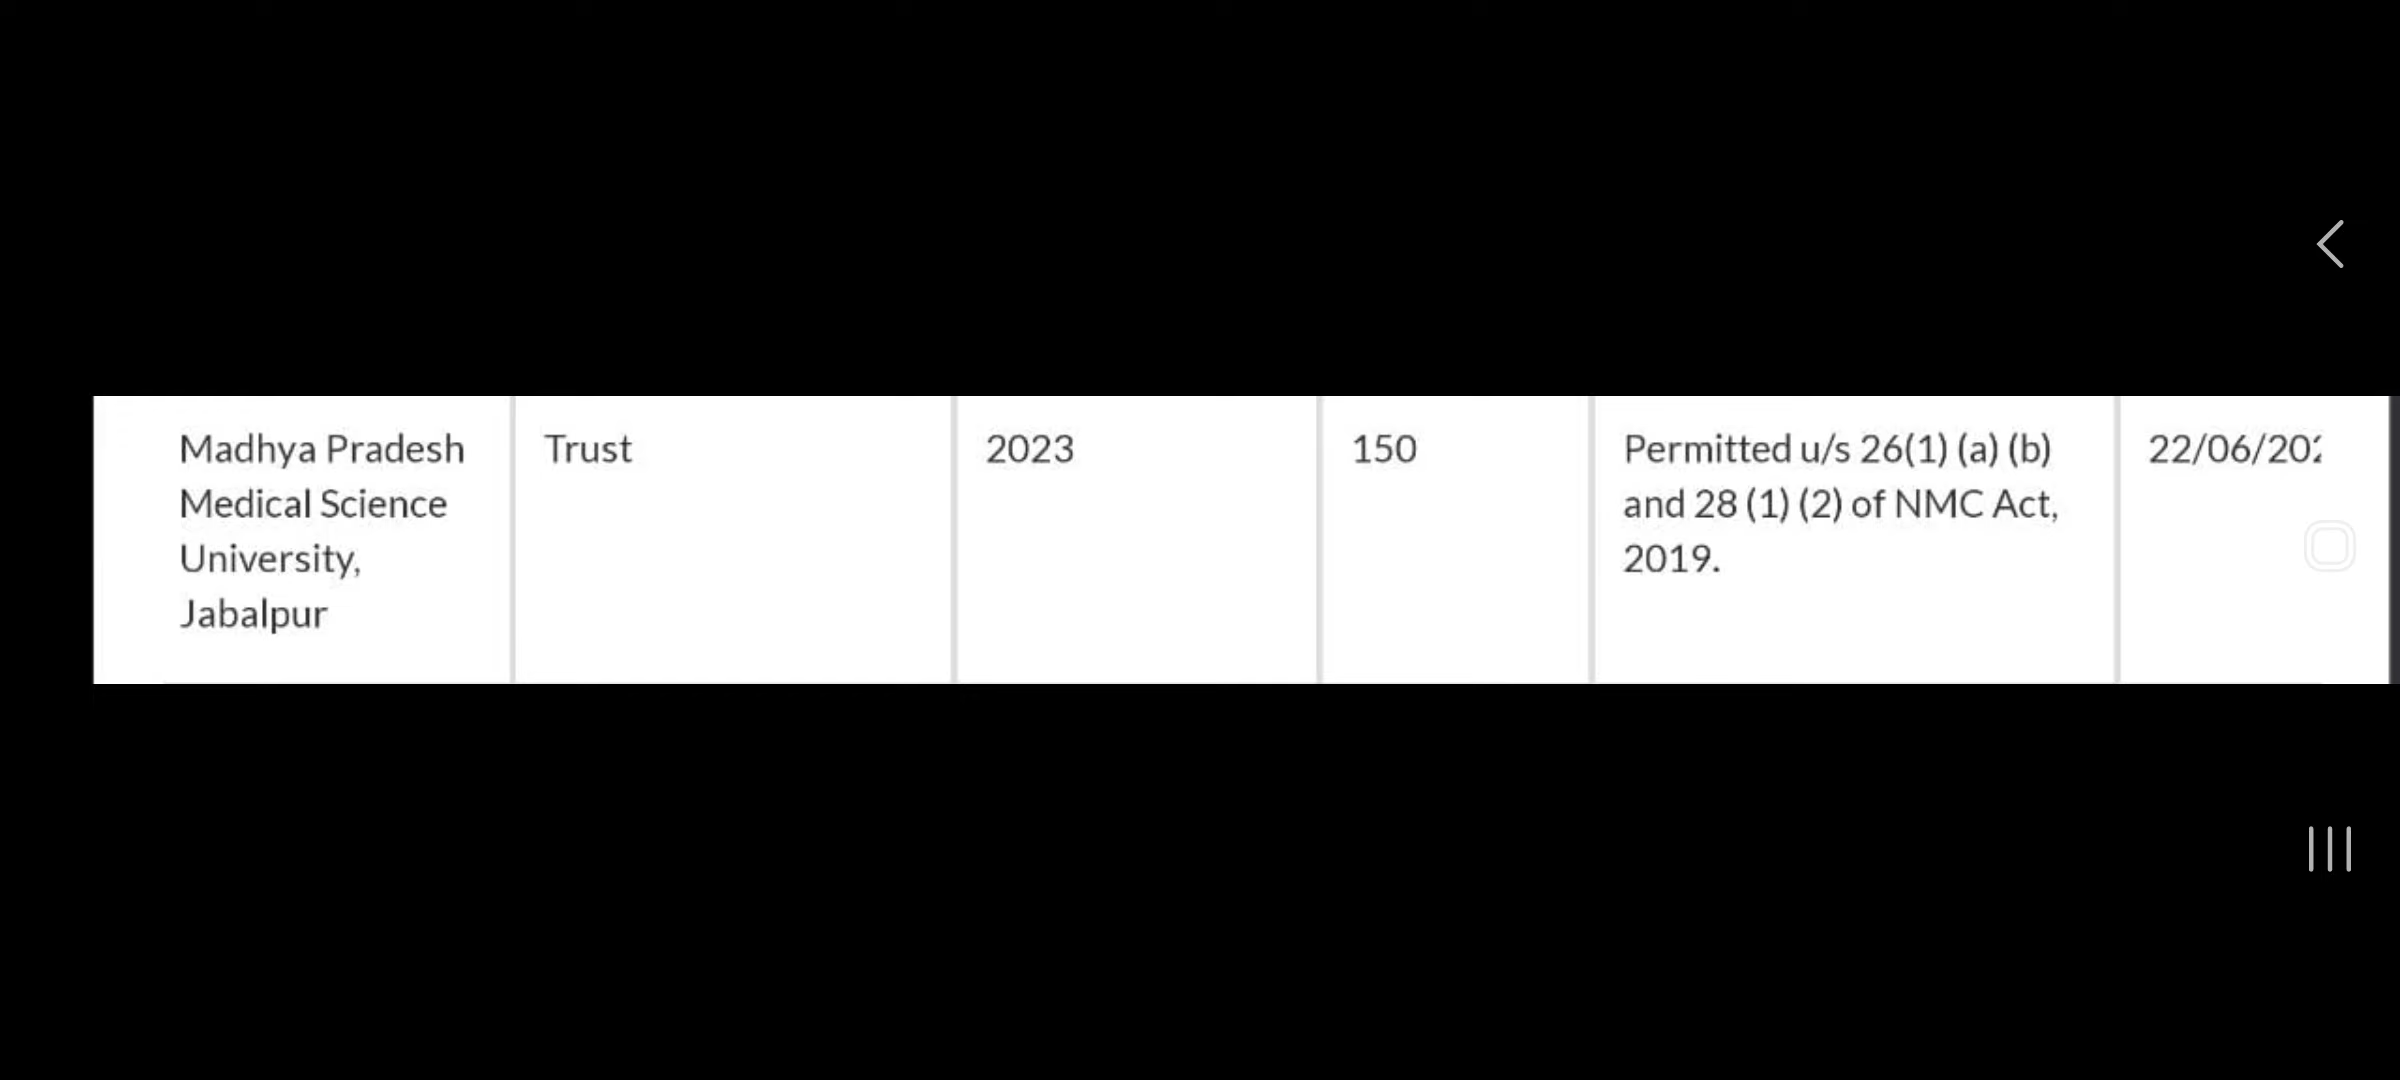 Madhya Pradesh
Medical Science
University,
Jabalpur
Trust
2023
150
Permitted u/s 26(1) (a) (b)
and 28 (1) (2) of NMC Act,
2019.